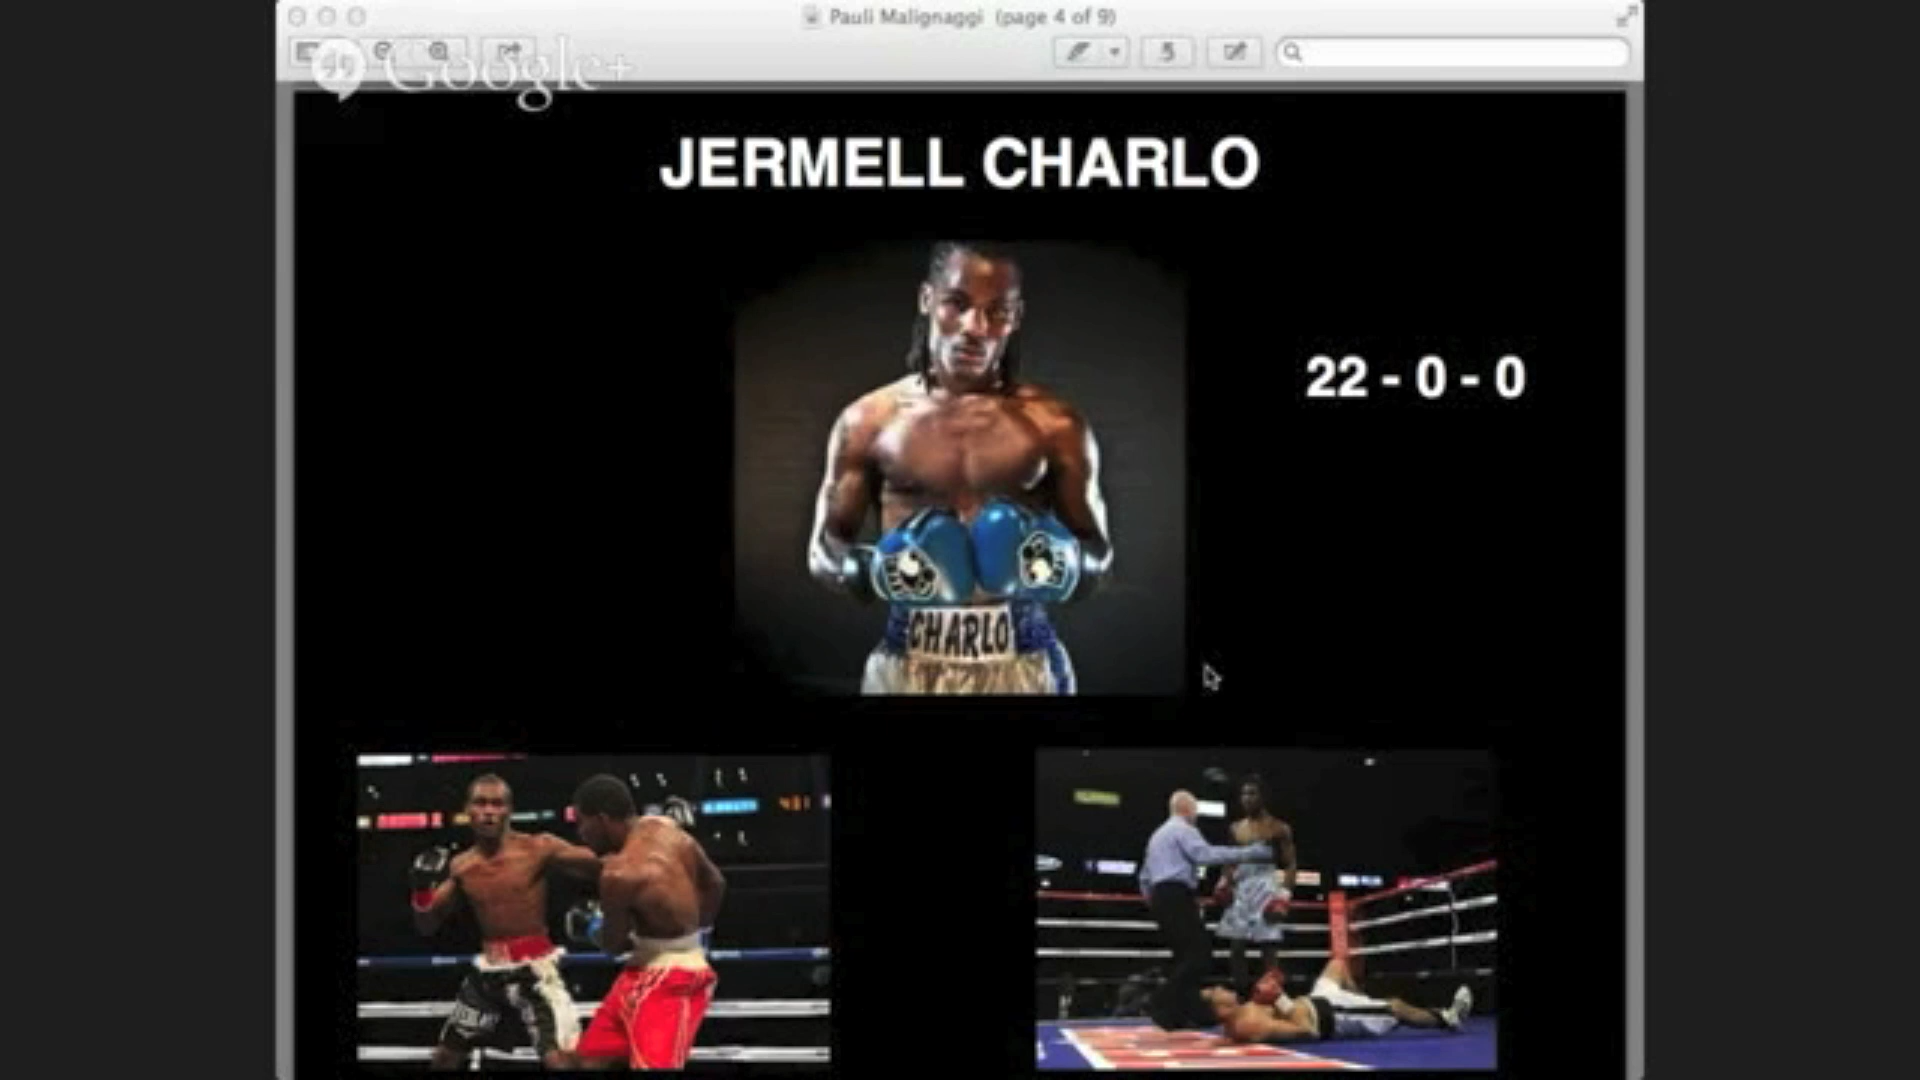 Pauli Malignaggi (page 4 of 9)
Google+
JERMELL CHARLO
22 - 0 - 0
CHARLO